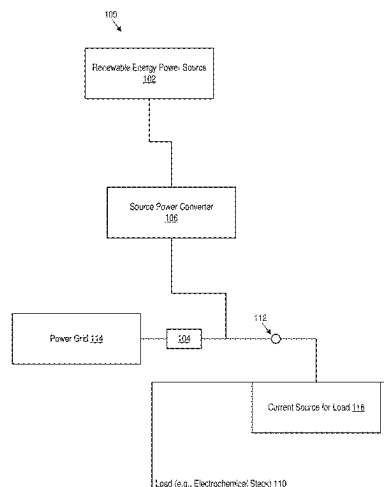 100
Renewable Energy Power Source
102
Source Power Converter
106
112
Power Grid 114
104
Current Source for Load 116
Load (e.g., Electrochemical Stack) 110